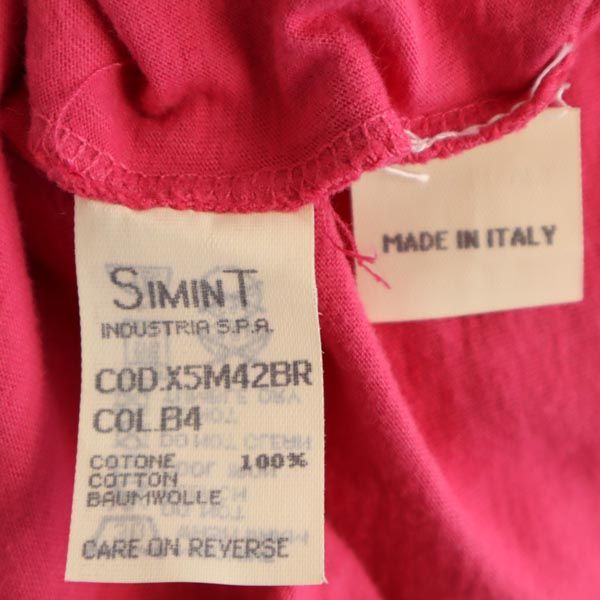 SIMINT
INDUSTRIA S.P.A.
COD.X5M42BR
COL.B4
COTONE 100%
COTTON
BAUMWOLLE
CARE ON REVERSE
MADE IN ITALY